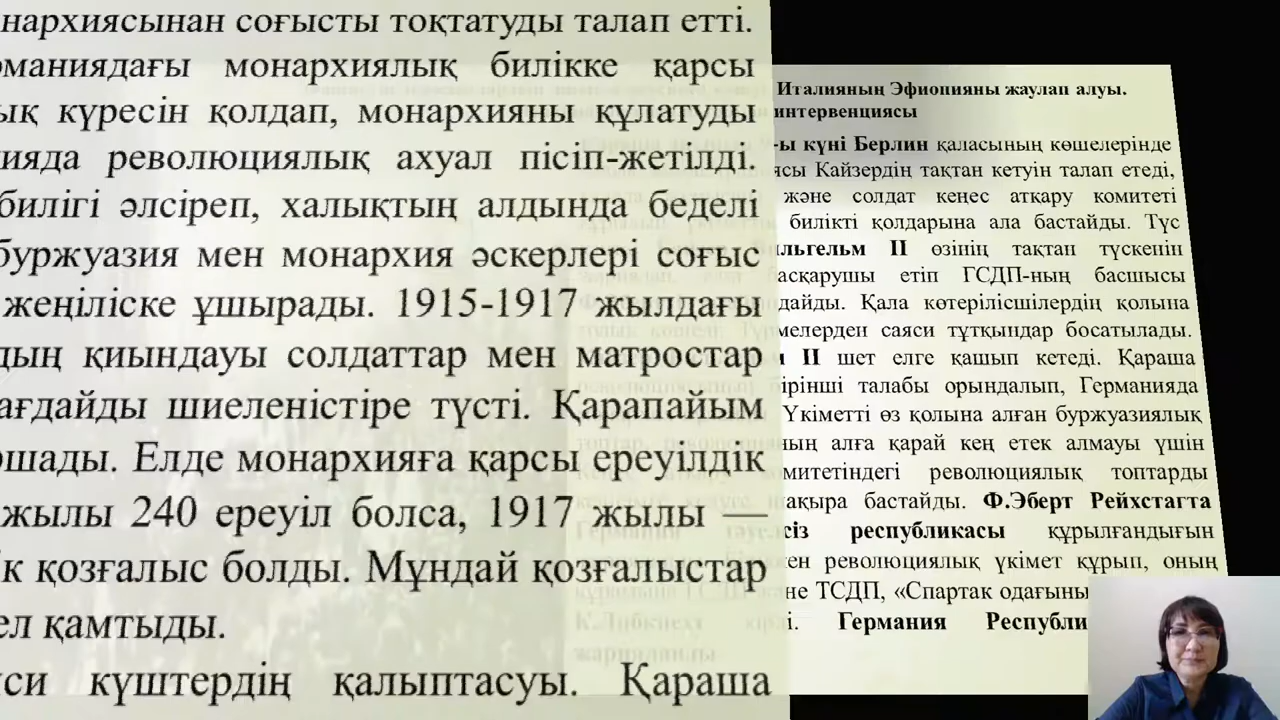 нархиясынан соғысты тоқтатуды талап етті.
маниядағы монархиялық билікке қарсы
ық күресін қолдап, монархияны құлатуды
ияда революциялық ахуал пісіп-жетілді.
билігі әлсіреп, халықтың алдында беделі
буржуазия мен монархия әскерлері соғыс
жеңіліске ұшырады. 1915-1917 жылдағы
дың қиындауы солдаттар мен матростар
ағдайды шиеленістіре түсті. Қарапайым
ршады. Елде монархияға қарсы ереуілдік
жылы 240 ереуіл болса, 1917 жылы —
к қозғалыс болды. Мұндай қозғалыстар
ел қамтыды.
си күштердің қалыптасуы. Қараша
Италияның Эфиопияны жаулап алуы.
интервенциясы
-ы күні Берлин қаласының көшелерінде
ясы Кайзердің тақтан кетуін талап етеді,
және солдат кеңес атқару комитеті
билікті қолдарына ала бастайды. Түс
льгельм II өзінің тақтан түскенін
асқарушы етіп ГСДП-ның басшысы
дайды. Қала көтерілісшілердің қолына
мелерден саяси тұтқындар босатылады.
II шет елге қашып кетеді. Қараша
бірінші талабы орындалып, Германияда
Үкіметті өз қолына алған буржуазиялық
ның алға қарай кең етек алмауы үшін
митетіндегі революциялық топтарды
ақыра бастайды. Ф.Эберт Рейхстагта
сіз республикасы құрылғандығын
ен революциялық үкімет құрып, оның
не ТСДП, «Спартак одағыны
і. Германия Республи